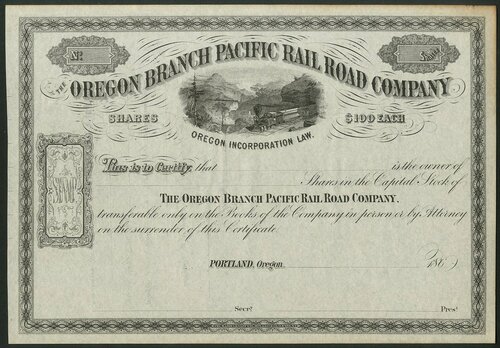 No.
Shares
THE OREGON BRANCH PACIFIC RAIL ROAD COMPANY
SHARES $100 EACH
OREGON INCORPORATION LAW.
This is to Certify, that is the owner of
Shares in the Capital Stock of
THE OREGON BRANCH PACIFIC RAIL ROAD COMPANY,
transferable only on the Books of the Company in person or by Attorney
on the surrender of this Certificate.
PORTLAND, Oregon 186
Secy. Prest.